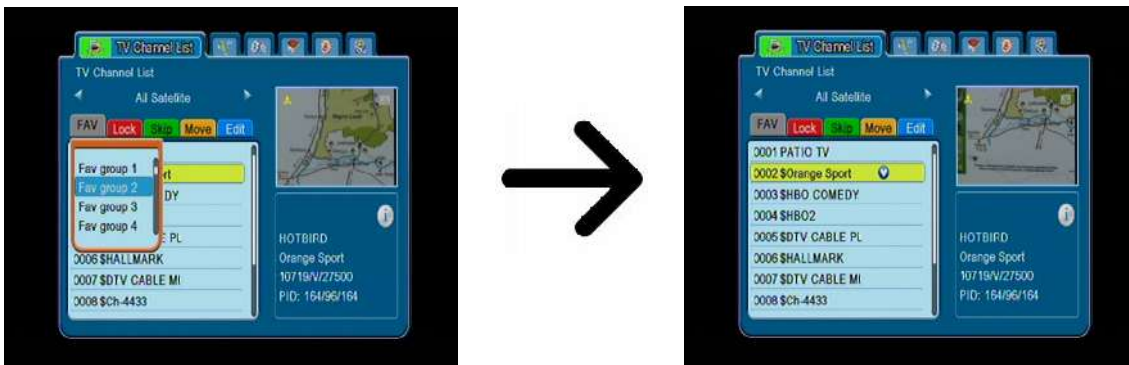 TV Channel List
TV Channel List
All Satellite
FAV Lock Skip Move Edit
Fav group 1
Fav group 2
Fav group 3
Fav group 4
rt
DY
E PL
0006 $HALLMARK
0007 $DTV CABLE MI
0008 $Ch-4433
HOTBIRD
Orange Sport
10719/V/27500
PID: 164/96/164
TV Channel List
TV Channel List
All Satellite
FAV Lock Skip Move Edit
0001 PATIO TV
0002 $Orange Sport
0003 $HBO COMEDY
0004 $HBO2
0005 $DTV CABLE PL
0006 $HALLMARK
0007 $DTV CABLE MI
0008 $Ch-4433
HOTBIRD
Orange Sport
10719/V/27500
PID: 164/96/164